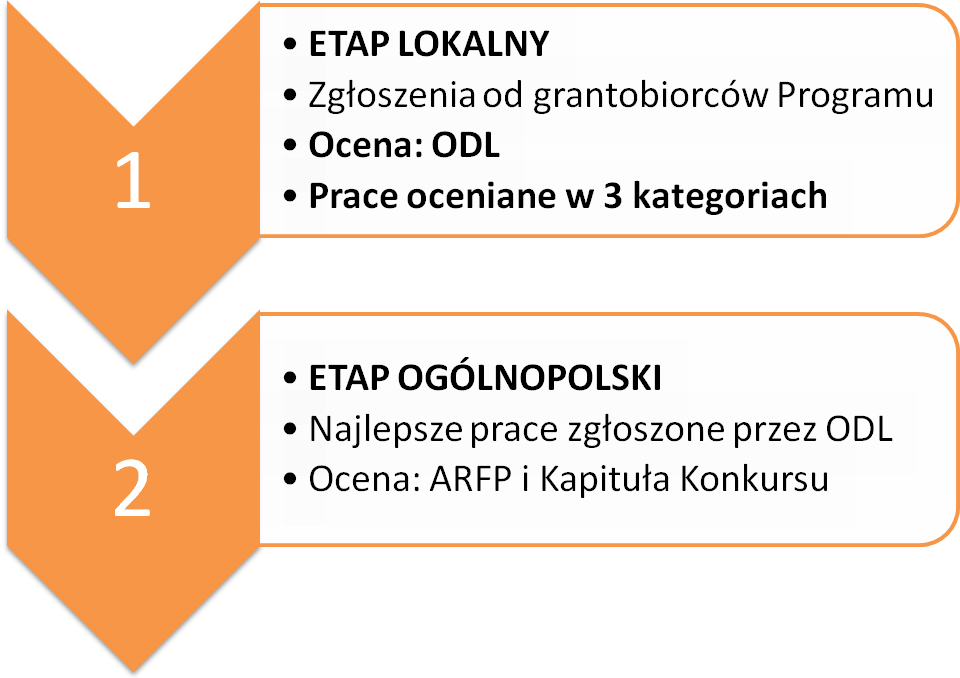 1
• ETAP LOKALNY
• Zgłoszenia od grantobiorców Programu
• Ocena: ODL
• Prace oceniane w 3 kategoriach
2
• ETAP OGÓLNOPOLSKI
• Najlepsze prace zgłoszone przez ODL
• Ocena: ARFP i Kapituła Konkursu